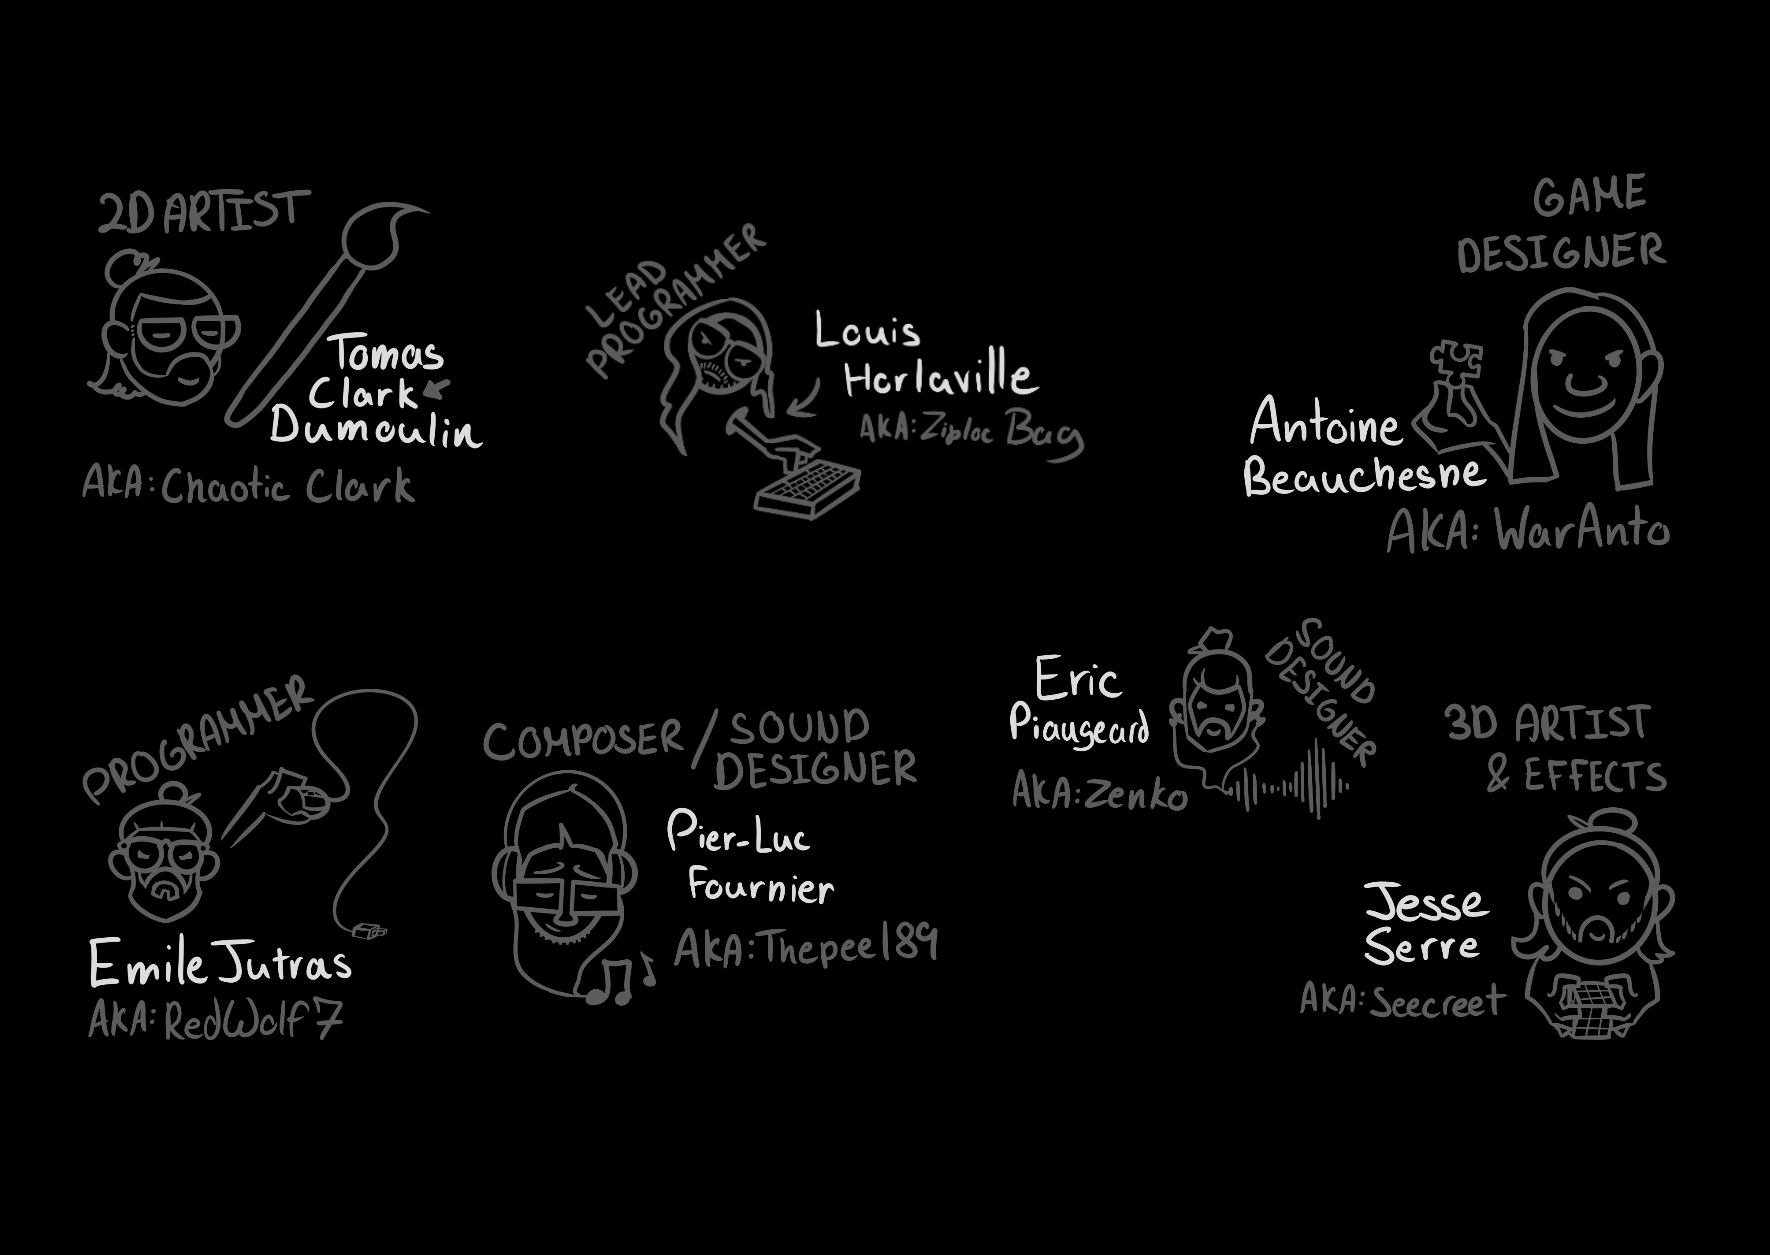 2D ARTIST
Tomas
Clark
Dumoulin
AKA: Chaotic Clark
LEAD
PROGRAMMER
Louis
Horlaville
AKA: Ziploc Bag
GAME
DESIGNER
Antoine
Beauchesne
AKA: WarAnto
PROGRAMMER
Emile Jutras
AKA: RedWolf7
COMPOSER / SOUND
DESIGNER
Pier-Luc
Fournier
AKA: Thepee189
Eric
Piaugeard
AKA: Zenko
SOUND
DESIGNER
3D ARTIST
& EFFECTS
Jesse
Serre
AKA: Seecreet